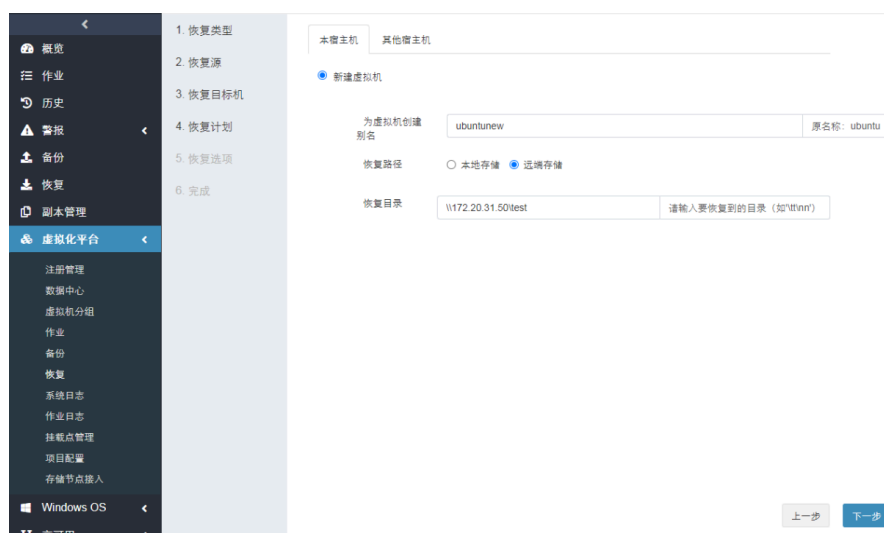 概览
作业
历史
警报
备份
恢复
副本管理
虚拟化平台
注册管理
数据中心
虚拟机分组
作业
备份
恢复
系统日志
作业日志
挂载点管理
项目配置
存储节点接入
Windows OS
1. 恢复类型
2. 恢复源
3. 恢复目标机
4. 恢复计划
5. 恢复选项
6. 完成
本宿主机 其他宿主机
新建虚拟机
为虚拟机创建
别名
ubuntunew 原名称：ubuntu
恢复路径 本地存储 远端存储
恢复目录 \\172.20.31.50\test 请输入要恢复到的目录（如'\tt\nn'）
上一步 下一步